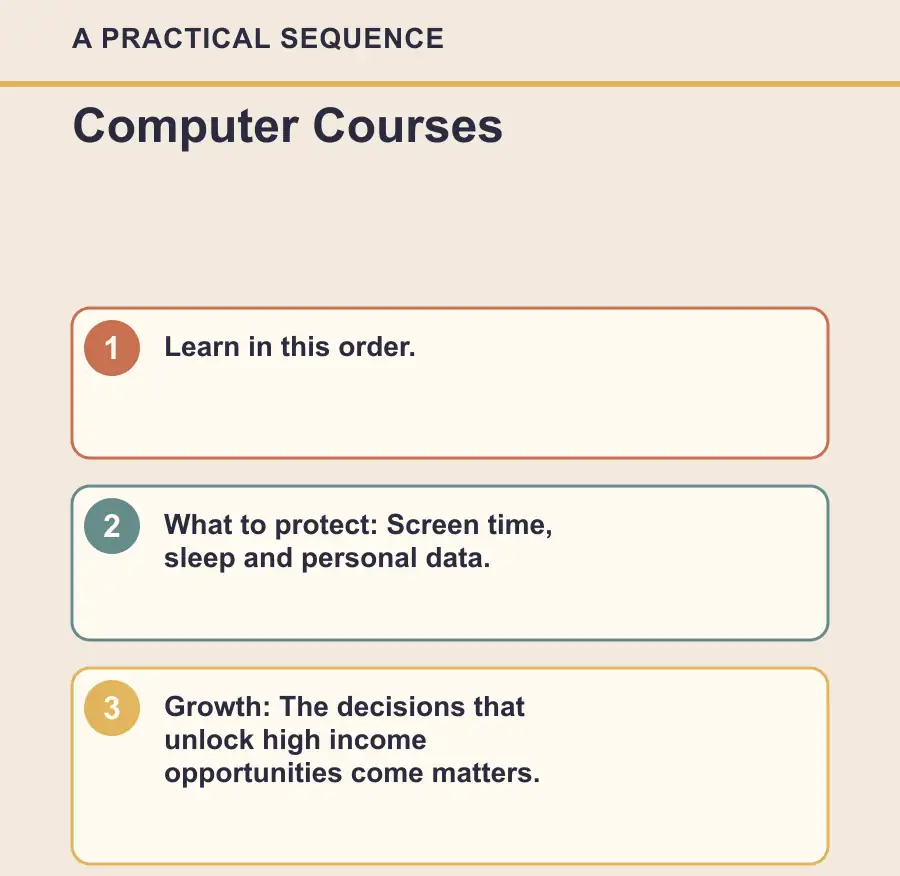 A PRACTICAL SEQUENCE
Computer Courses
1
Learn in this order.
2
What to protect: Screen time,
sleep and personal data.
3
Growth: The decisions that
unlock high income
opportunities come matters.